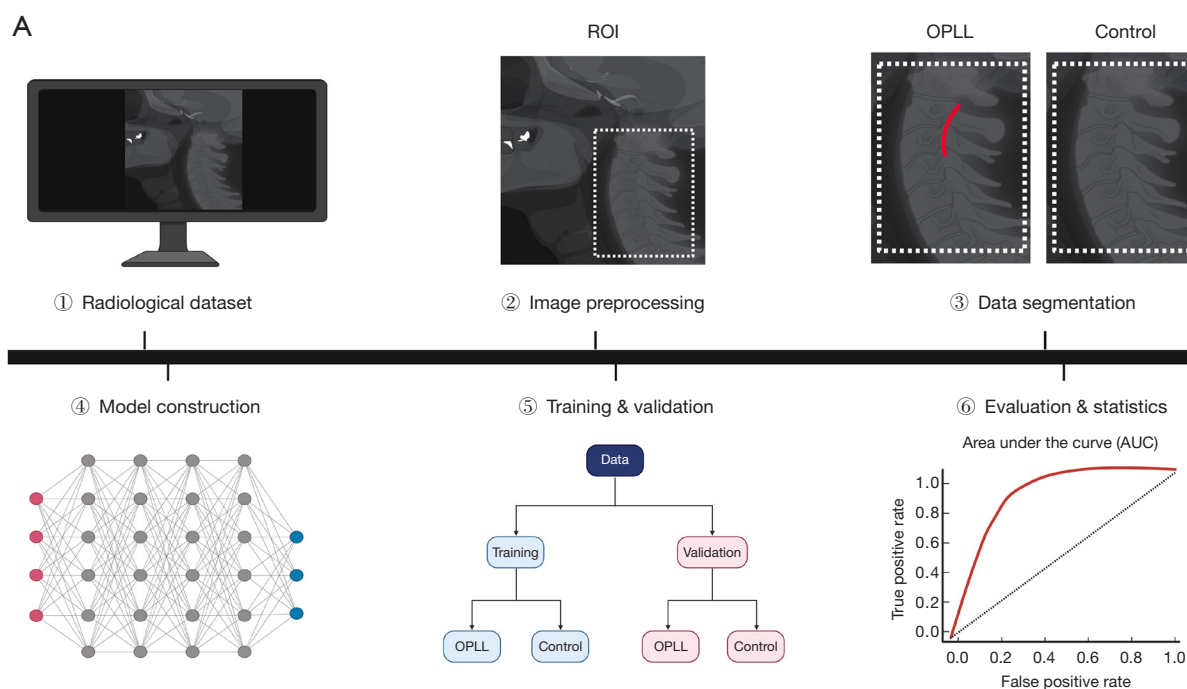 A
ROI
OPLL
Control
① Radiological dataset
② Image preprocessing
③ Data segmentation
④ Model construction
⑤ Training & validation
⑥ Evaluation & statistics
Data
Training
Validation
OPLL
Control
OPLL
Control
Area under the curve (AUC)
True positive rate
1.0
0.8
0.6
0.4
0.2
0.0
0.0
0.2
0.4
0.6
0.8
1.0
False positive rate